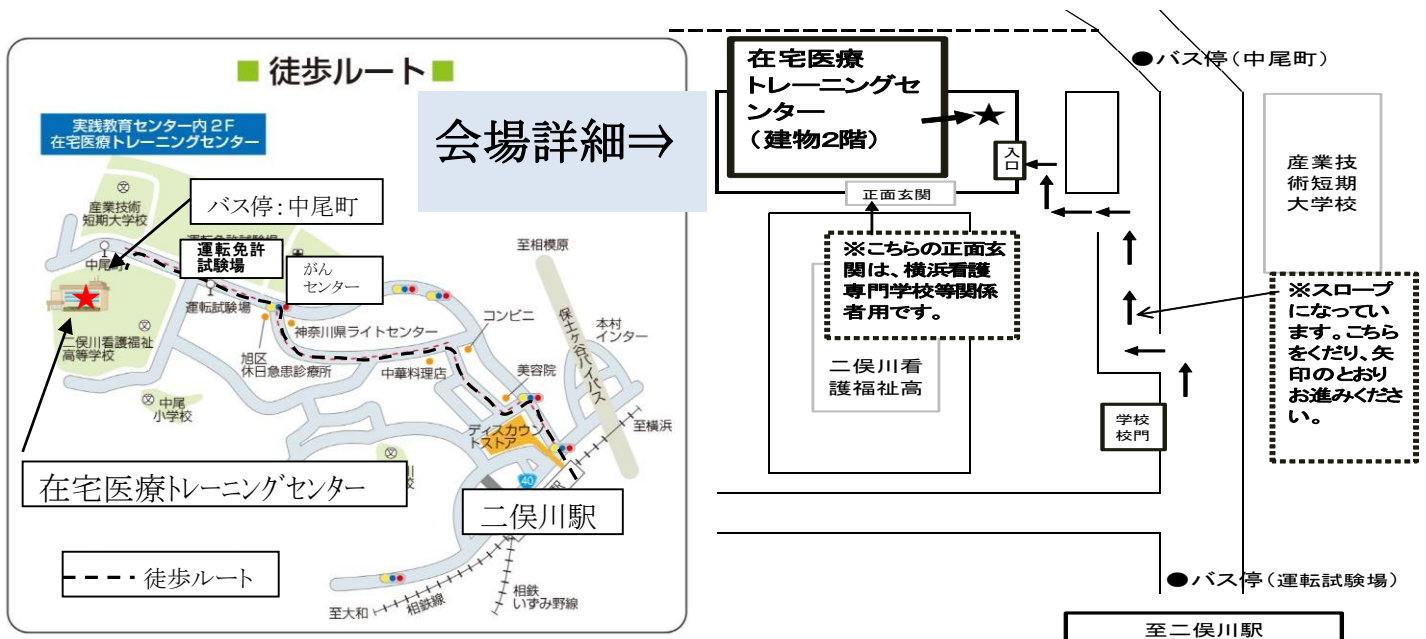 ■ 徒歩ルート ■
実践教育センター内2F
在宅医療トレーニングセンター
産業技術
短期大学校
バス停：中尾町
中尾町
運転免許
試験場
がん
センター
至相模原
運転試験場
神奈川県ライトセンター
コンビニ
保土ヶ谷バイパス
本村
インター
二俣川看護福祉
高等学校
旭区
休日急患診療所
中華料理店
美容院
中尾
小学校
ディスカウン
トストア
至横浜
在宅医療トレーニングセンター
40
二俣川駅
徒歩ルート
至大和
相鉄線
相鉄
いずみ野線
会場詳細⇒
在宅医療
トレーニングセ
ンター
（建物2階）
★
入口
正面玄関
※こちらの正面玄
関は、横浜看護
専門学校等関係
者用です。
二俣川看
護福祉高
●バス停（中尾町）
産業技
術短期
大学校
※スロープ
になってい
ます。こちら
をくだり、矢
印のとおり
お進みくださ
い。
学校
校門
●バス停（運転試験場）
至二俣川駅